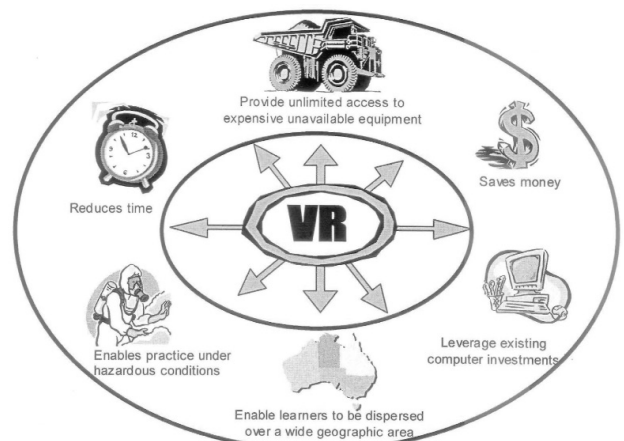 Provide unlimited access to
expensive unavailable equipment
Reduces time
$
Saves money
VR
Enables practice under
hazardous conditions
Leverage existing
computer investments
Enable learners to be dispersed
over a wide geographic area